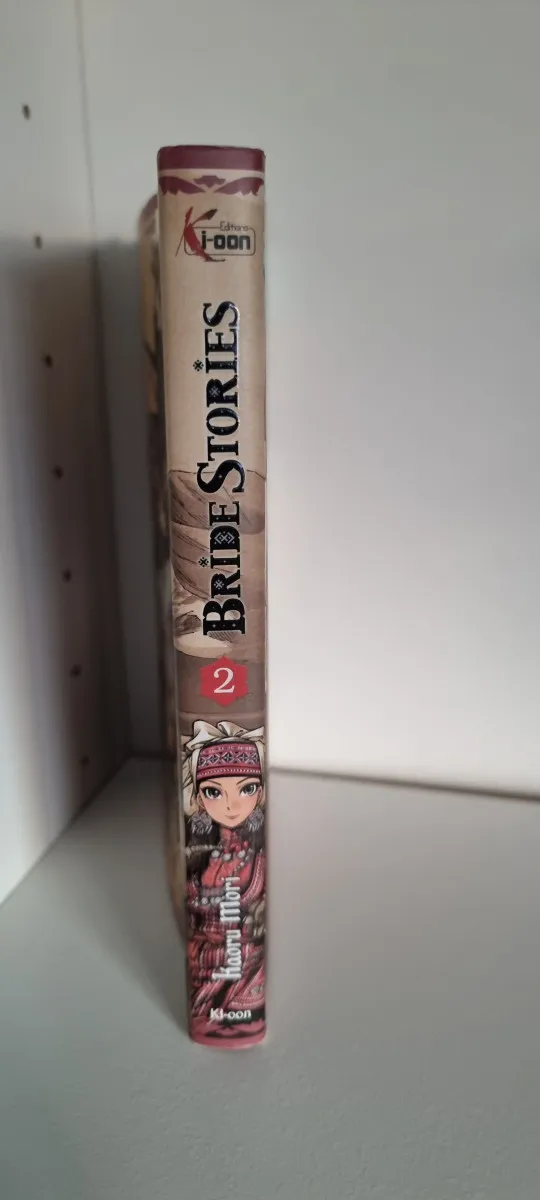 Editions
Ki-oon
BRIDE STORIES
2
Kaoru Mori
Ki-oon